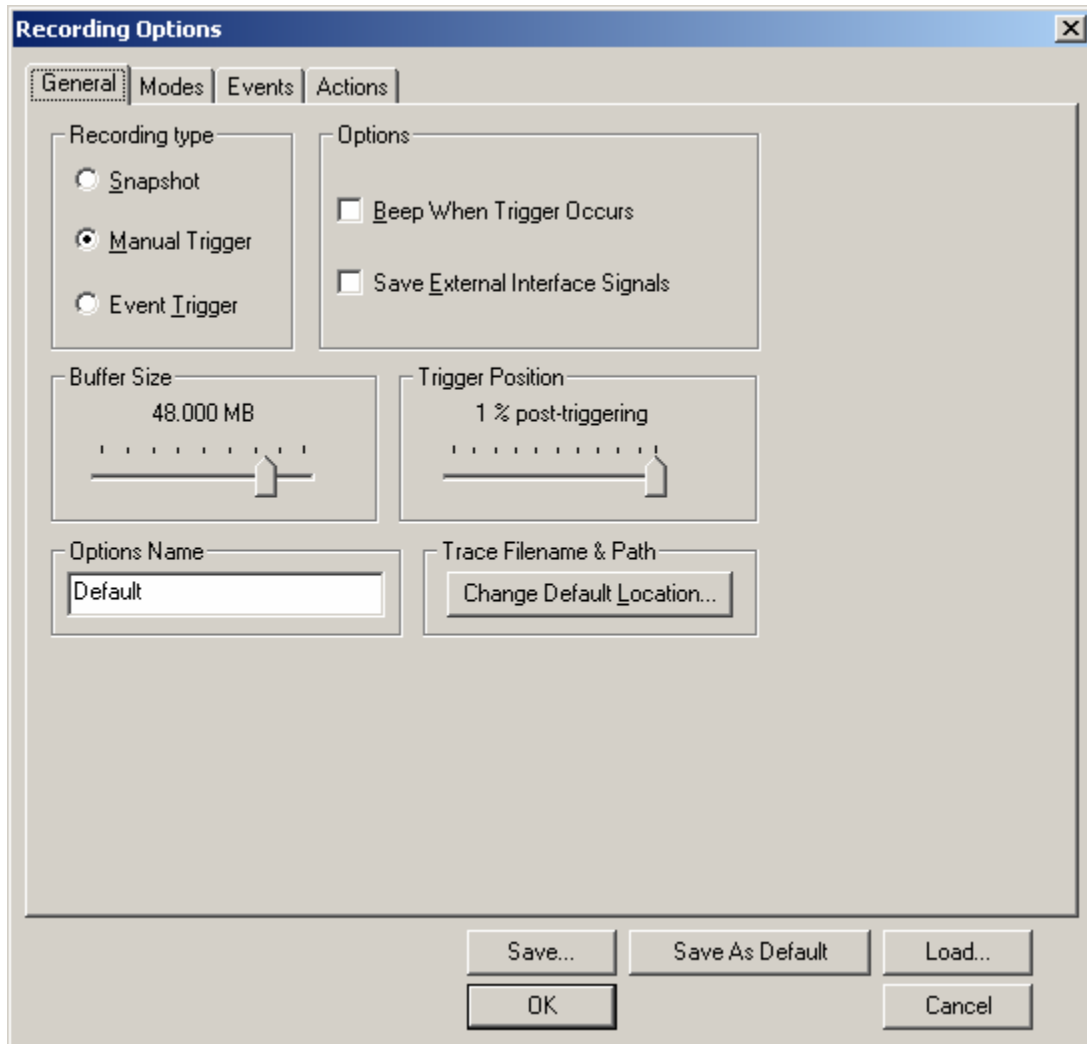 Recording Options
General Modes Events Actions
Recording type
Snapshot
Manual Trigger
Event Trigger
Options
Beep When Trigger Occurs
Save External Interface Signals
Buffer Size
48.000 MB
Trigger Position
1 % post-triggering
Options Name
Default
Trace Filename & Path
Change Default Location...
Save... Save As Default Load...
OK Cancel